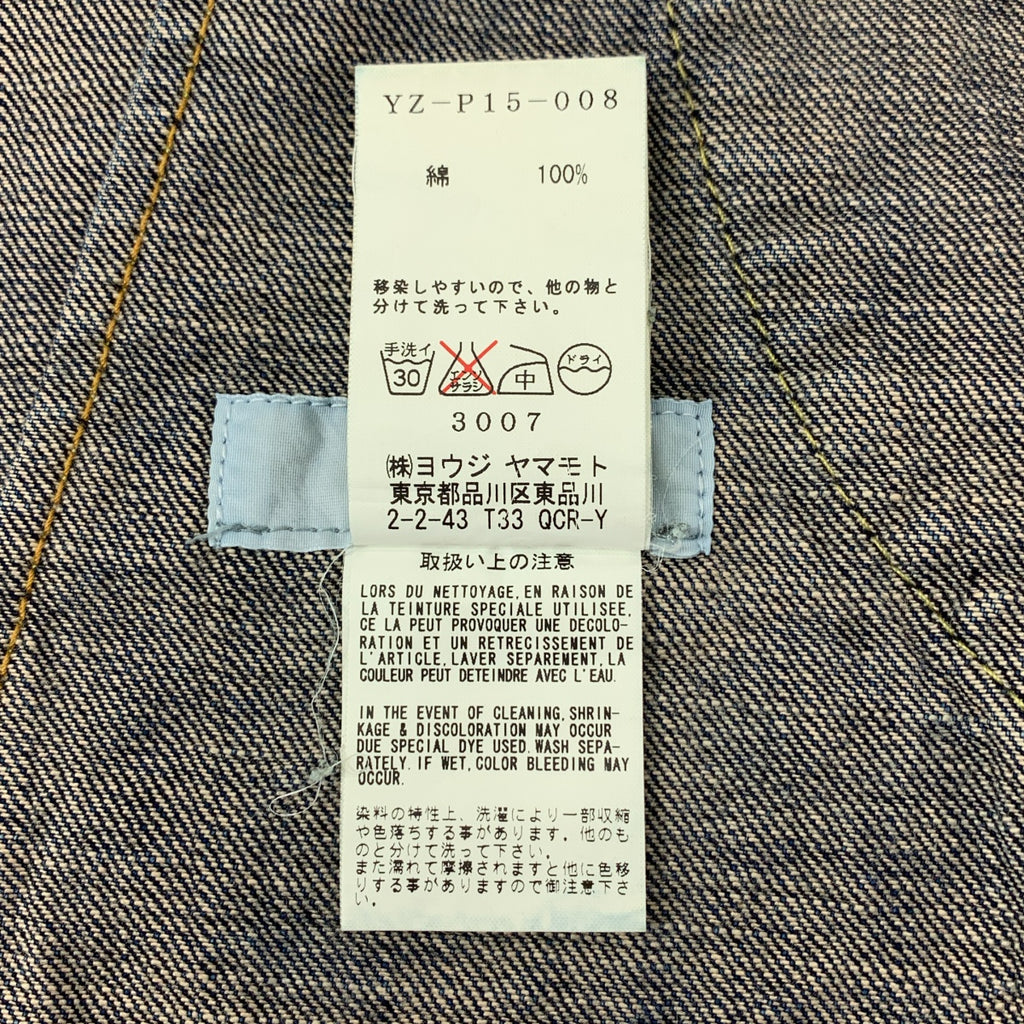 YZ-P15-008
綿 100%
移染しやすいので、他の物と
分けて洗って下さい。
手洗イ 30 エンソ サラシ 中 ドライ
3007
㈱ヨウジ ヤマモト
東京都品川区東品川
2-2-43 T33 QCR-Y
取扱い上の注意
LORS DU NETTOYAGE, EN RAISON DE
LA TEINTURE SPECIALE UTILISEE,
CE LA PEUT PROVOQUER UNE DECOLO-
RATION ET UN RETRECISSEMENT DE
L'ARTICLE, LAVER SEPAREMENT, LA
COULEUR PEUT DETEINDRE AVEC L'EAU.
IN THE EVENT OF CLEANING, SHRIN-
KAGE & DISCOLORATION MAY OCCUR
DUE SPECIAL DYE USED. WASH SEPA-
RATELY. IF WET, COLOR BLEEDING MAY
OCCUR.
染料の特性上、洗濯により一部収縮
や色落ちする事があります。他のも
のと分けて洗って下さい。
また濡れて摩擦されますと他に色移
りする事がありますので御注意下さ
い。